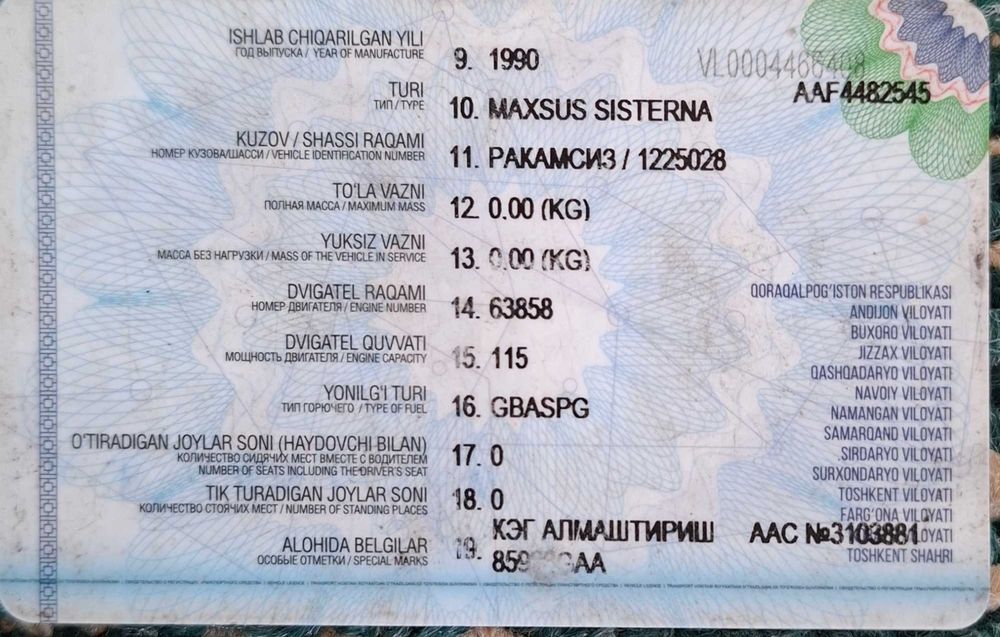 ISHLAB CHIQARILGAN YILI
ГОД ВЫПУСКА / YEAR OF MANUFACTURE
9. 1990
AAF4482545
TURI
ТИП / TYPE
10. MAXSUS SISTERNA
KUZOV / SHASSI RAQAMI
НОМЕР КУЗОВА/ШАССИ / VEHICLE IDENTIFICATION NUMBER
11. РАКАМСИЗ / 1225028
TO'LA VAZNI
ПОЛНАЯ МАССА / MAXIMUM MASS
12. 0.00 (KG)
YUKSIZ VAZNI
МАССА БЕЗ НАГРУЗКИ / MASS OF THE VEHICLE IN SERVICE
13. 0.00 (KG)
DVIGATEL RAQAMI
НОМЕР ДВИГАТЕЛЯ / ENGINE NUMBER
14. 63858
DVIGATEL QUVVATI
МОЩНОСТЬ ДВИГАТЕЛЯ / ENGINE CAPACITY
15. 115
YONILG'I TURI
ТИП ГОРЮЧЕГО / TYPE OF FUEL
16. GBASPG
O'TIRADIGAN JOYLAR SONI (HAYDOVCHI BILAN)
КОЛИЧЕСТВО СИДЯЧИХ МЕСТ ВМЕСТЕ С ВОДИТЕЛЕМ
NUMBER OF SEATS INCLUDING THE DRIVER'S SEAT
17. 0
TIK TURADIGAN JOYLAR SONI
КОЛИЧЕСТВО СТОЯЧИХ МЕСТ / NUMBER OF STANDING PLACES
18. 0
ALOHIDA BELGILAR
ОСОБЫЕ ОТМЕТКИ / SPECIAL MARKS
19. КЭГ АЛМАШТИРИШ AAC №3103881
QORAQALPOG'ISTON RESPUBLIKASI
ANDIJON VILOYATI
BUXORO VILOYATI
JIZZAX VILOYATI
QASHQADARYO VILOYATI
NAVOIY VILOYATI
NAMANGAN VILOYATI
SAMARQAND VILOYATI
SIRDARYO VILOYATI
SURXONDARYO VILOYATI
TOSHKENT VILOYATI
FARG'ONA VILOYATI
TOSHKENT SHAHRI